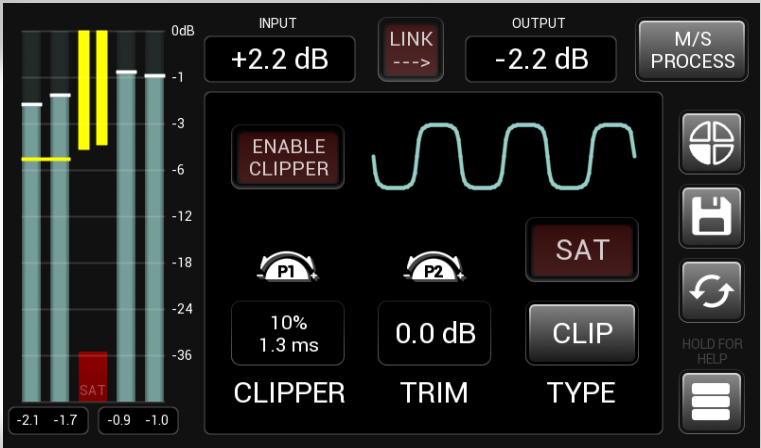 INPUT
OUTPUT
0dB
-1
-3
-6
-12
-18
-24
-36
SAT
-2.1 -1.7
-0.9 -1.0
+2.2 dB
LINK
--->
-2.2 dB
M/S
PROCESS
ENABLE
CLIPPER
SAT
P1
P2
- +
- +
10%
1.3 ms
0.0 dB
CLIP
CLIPPER
TRIM
TYPE
HOLD FOR
HELP